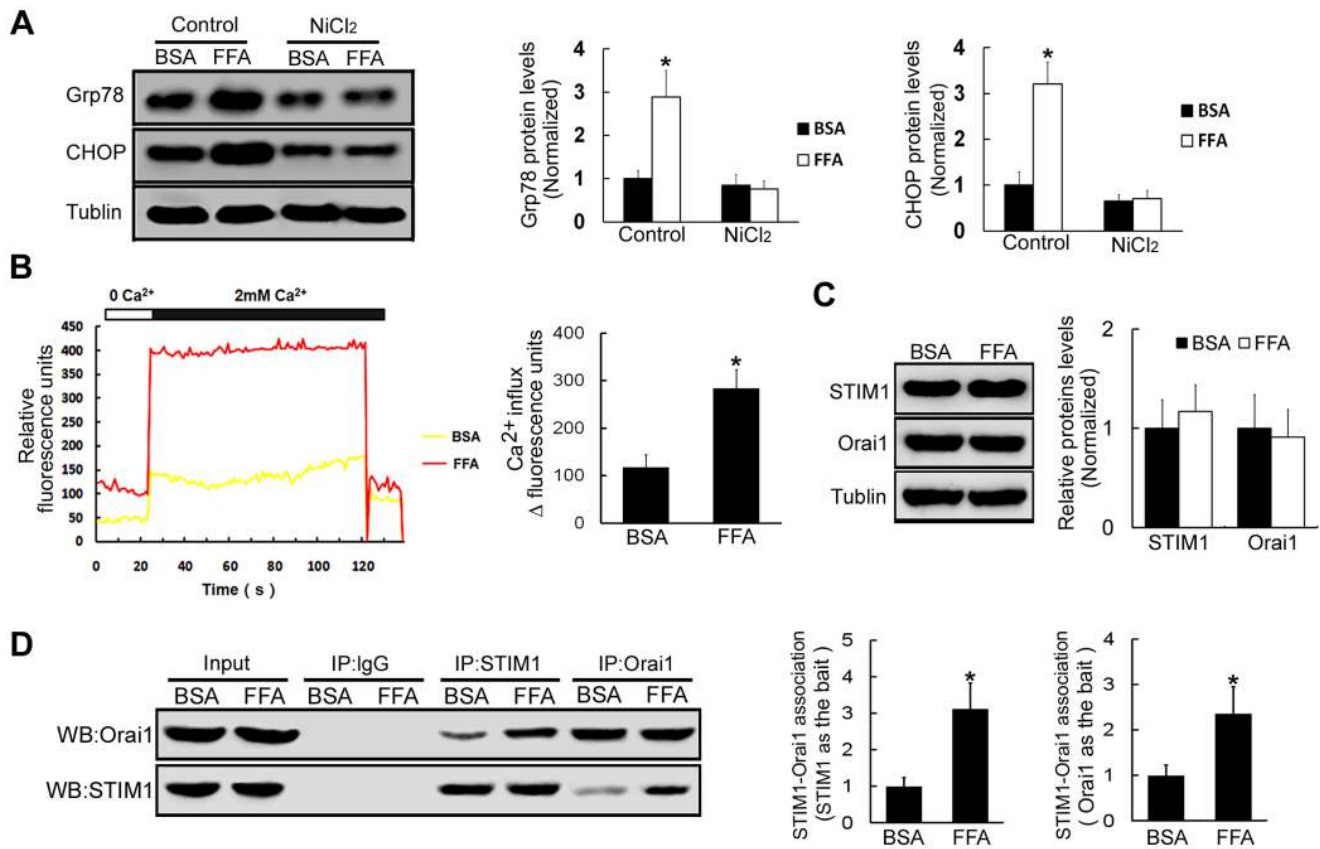 A
Control NiCl2
BSA FFA BSA FFA
Grp78
CHOP
Tublin
Grp78 protein levels
(Normalized)
4
3
2
1
0
*
Control NiCl2
BSA
FFA
CHOP protein levels
(Normalized)
4
3
2
1
0
*
Control NiCl2
BSA
FFA
B
0 Ca2+ 2mM Ca2+
Relative
fluorescence units
450
400
350
300
250
200
150
100
50
0
0 20 40 60 80 100 120
Time ( s )
BSA
FFA
Ca2+ influx
Δ fluorescence units
400
300
200
100
0
*
BSA FFA
C
BSA FFA
STIM1
Orai1
Tublin
Relative proteins levels
(Normalized)
2
1
0
BSA FFA
STIM1 Orai1
D
Input IP:IgG IP:STIM1 IP:Orai1
BSA FFA BSA FFA BSA FFA BSA FFA
WB:Orai1
WB:STIM1
STIM1-Orai1 association
(STIM1 as the bait )
5
4
3
2
1
0
*
BSA FFA
STIM1-Orai1 association
( Orai1 as the bait )
4
3
2
1
0
*
BSA FFA